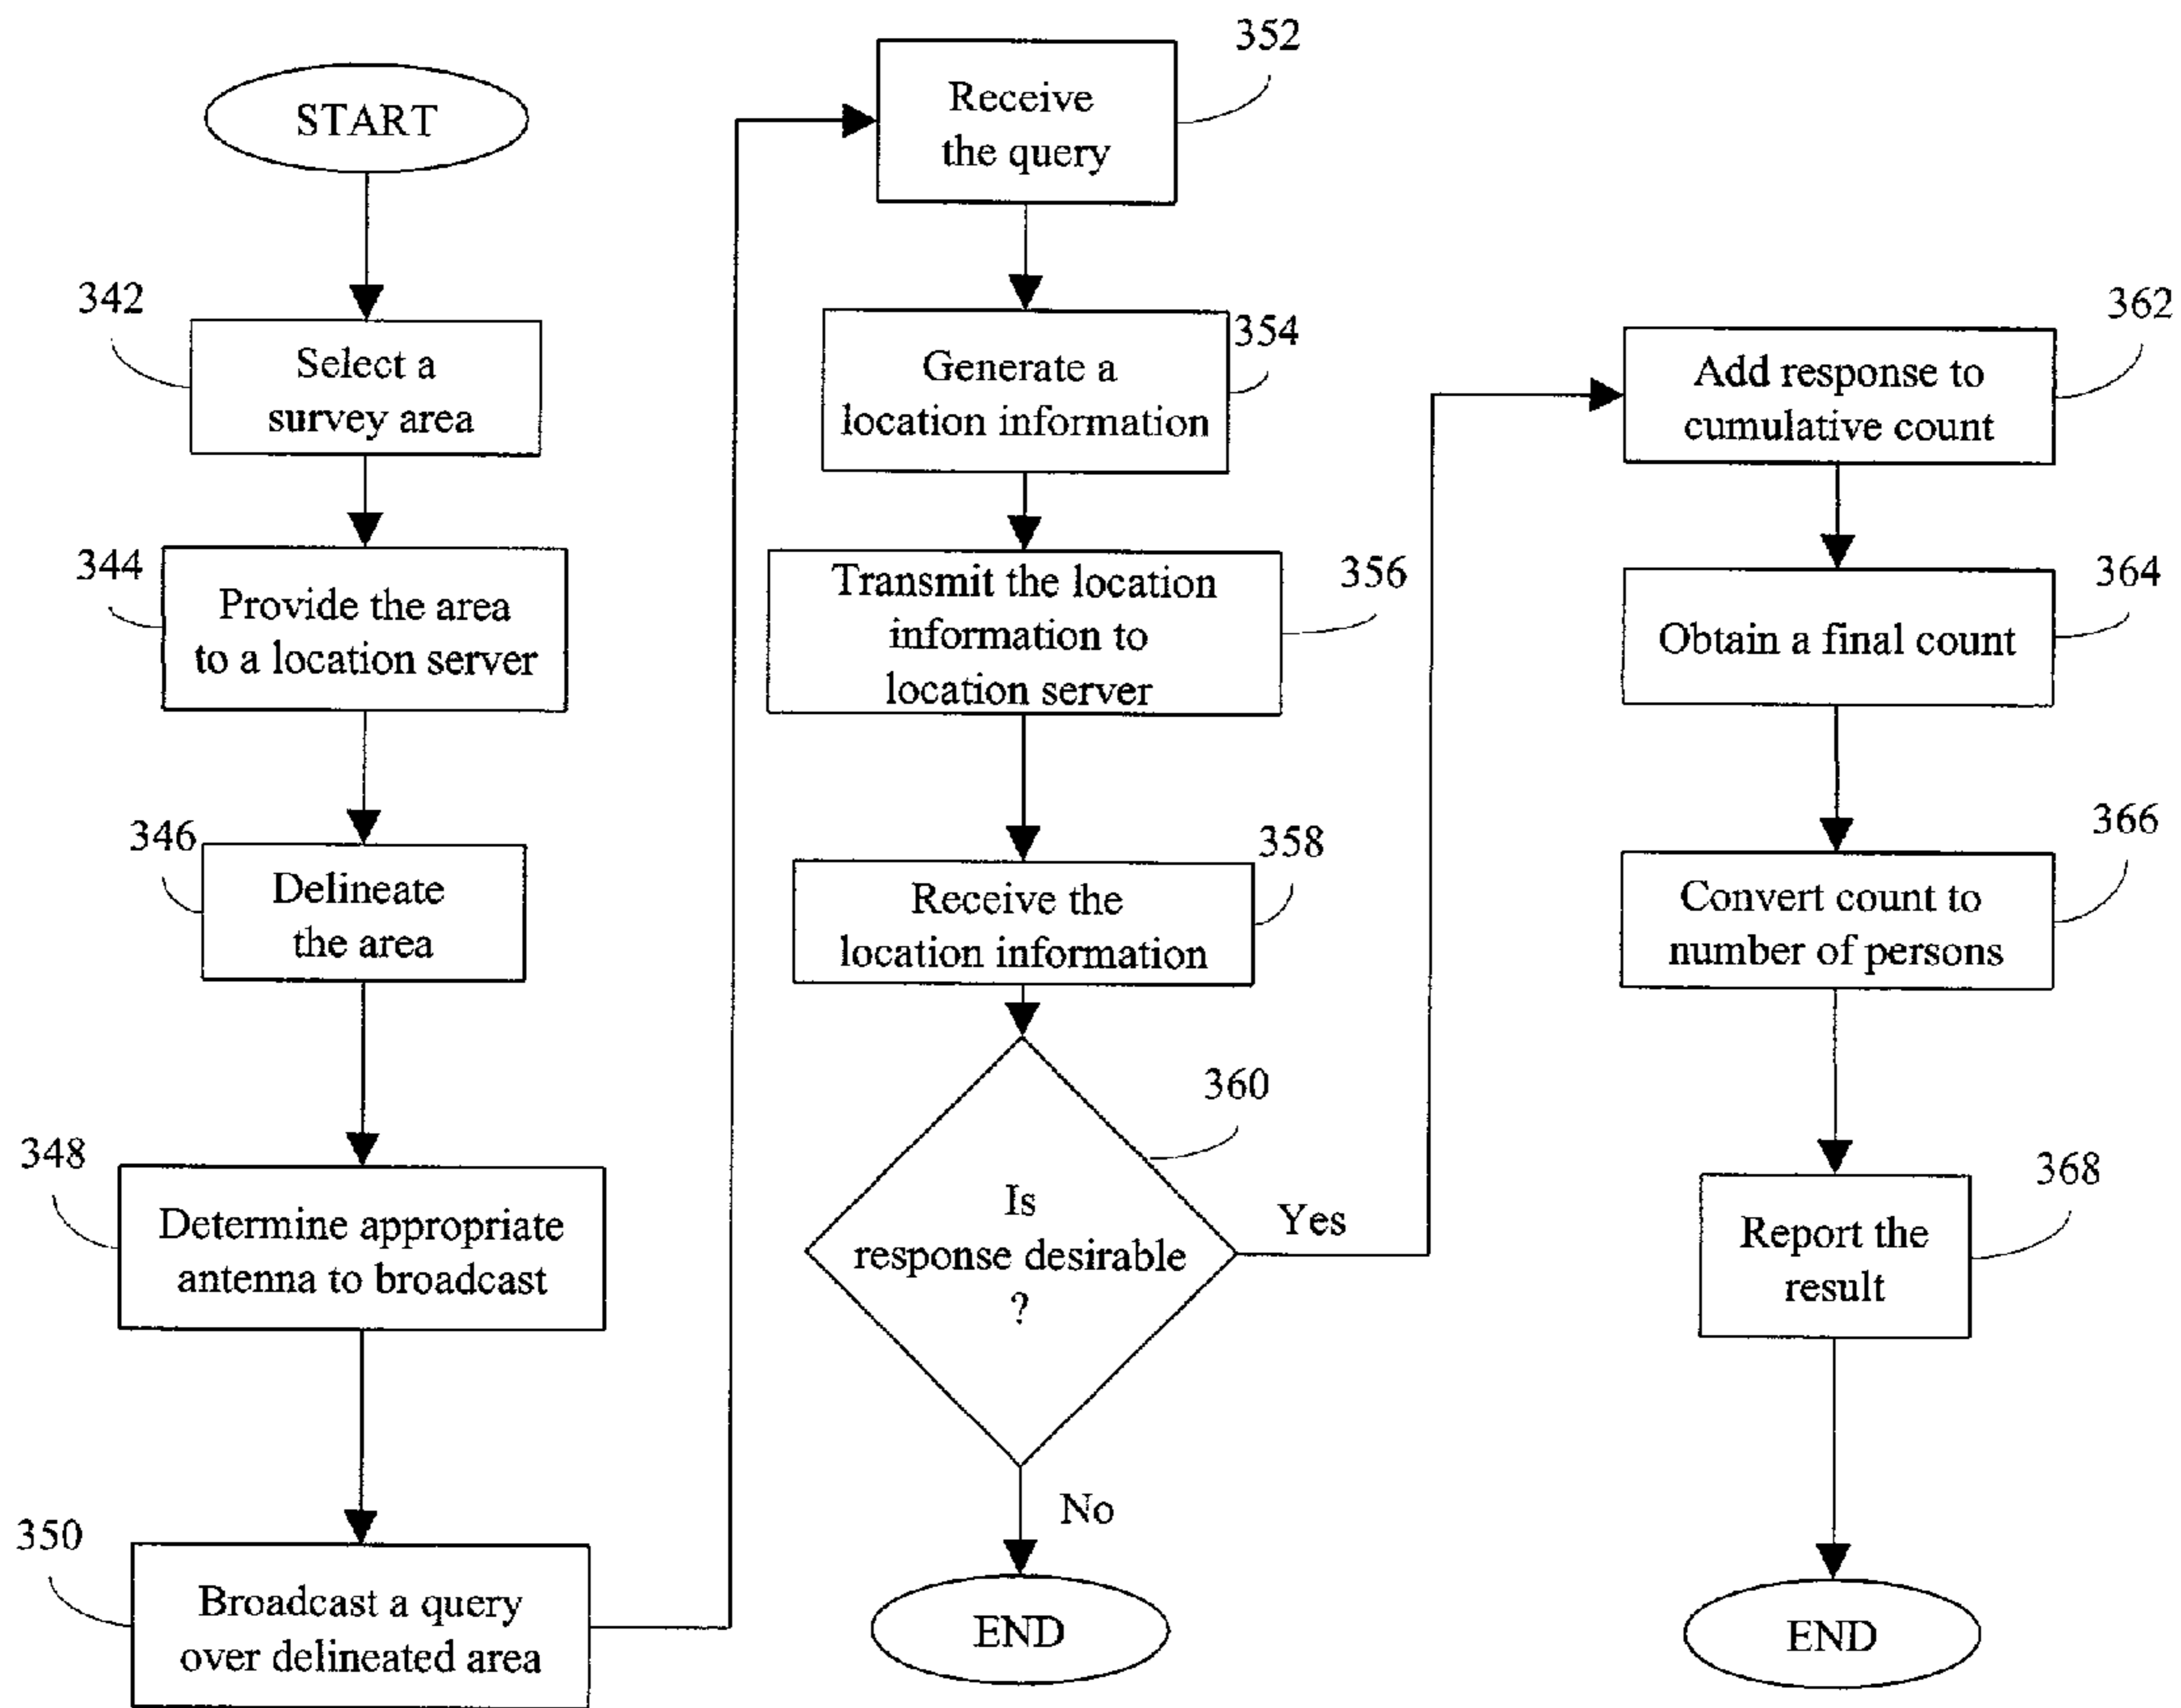 START
342
Select a
survey area
344
Provide the area
to a location server
346
Delineate
the area
348
Determine appropriate
antenna to broadcast
350
Broadcast a query
over delineated area
352
Receive
the query
354
Generate a
location information
356
Transmit the location
information to
location server
358
Receive the
location information
360
Is
response desirable
?
Yes
No
END
362
Add response to
cumulative count
364
Obtain a final count
366
Convert count to
number of persons
368
Report the
result
END